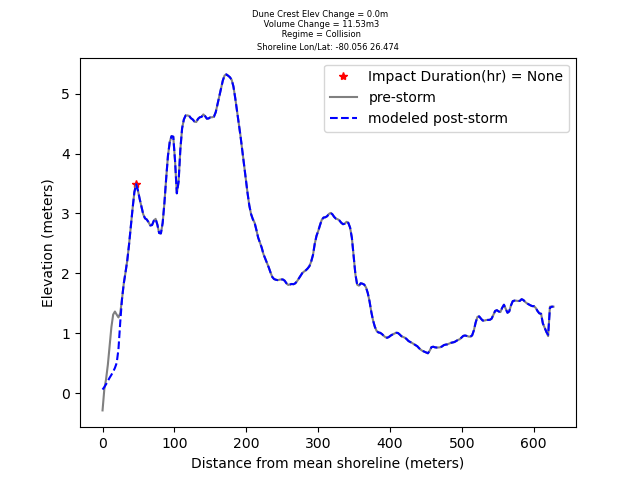 Dune Crest Elev Change = 0.0m
Volume Change = 11.53m3
Regime = Collision
Shoreline Lon/Lat: -80.056 26.474
Impact Duration(hr) = None
pre-storm
modeled post-storm
Elevation (meters)
5
4
3
2
1
0
0 100 200 300 400 500 600
Distance from mean shoreline (meters)